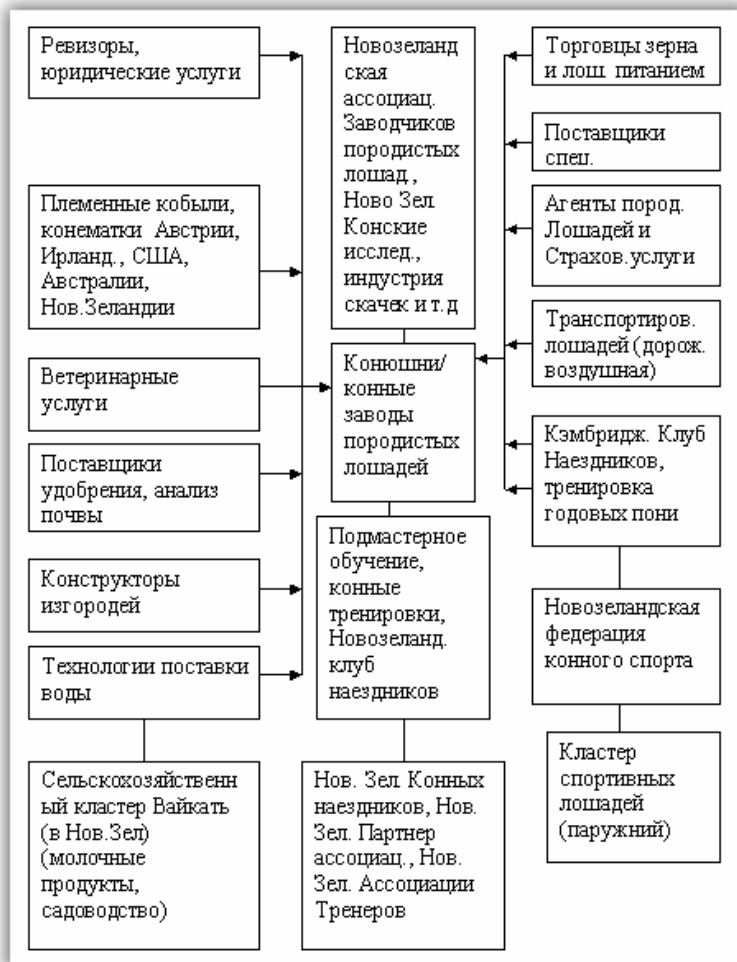 Ревизоры,
юридические услуги
Племенные кобыли,
конематки Австрии,
Ирланд., США,
Австралии,
Нов.Зеландии
Ветеринарные
услуги
Поставщики
удобрения, анализ
почвы
Конструкторы
изгородей
Технологии поставки
воды
Сельскохозяйственн
ый кластер Вайкать
(в Нов.Зел)
(молочные
продукты,
садоводство)
Новозеланд
ская
ассоциац.
Заводчиков
породистых
лошад.,
Ново Зел.
Конские
исслед.,
индустрия
скачек и т.д
Конюшни/
конные
заводы
породистых
лошадей
Подмастерное
обучение,
конные
тренировки,
Новозеланд.
клуб
наездников
Нов. Зел. Конных
наездников, Нов.
Зел. Партнер
ассоциац., Нов.
Зел. Ассоциации
Тренеров
Торговцы зерна
и лош. питанием
Поставщики
спец.
Агенты пород.
Лошадей и
Страхов.услуги
Транспортиров.
лошадей (дорож.
воздушная)
Кэмбридж. Клуб
Наездников,
тренировка
годовых пони
Новозеландская
федерация
конного спорта
Кластер
спортивных
лошадей
(паружний)